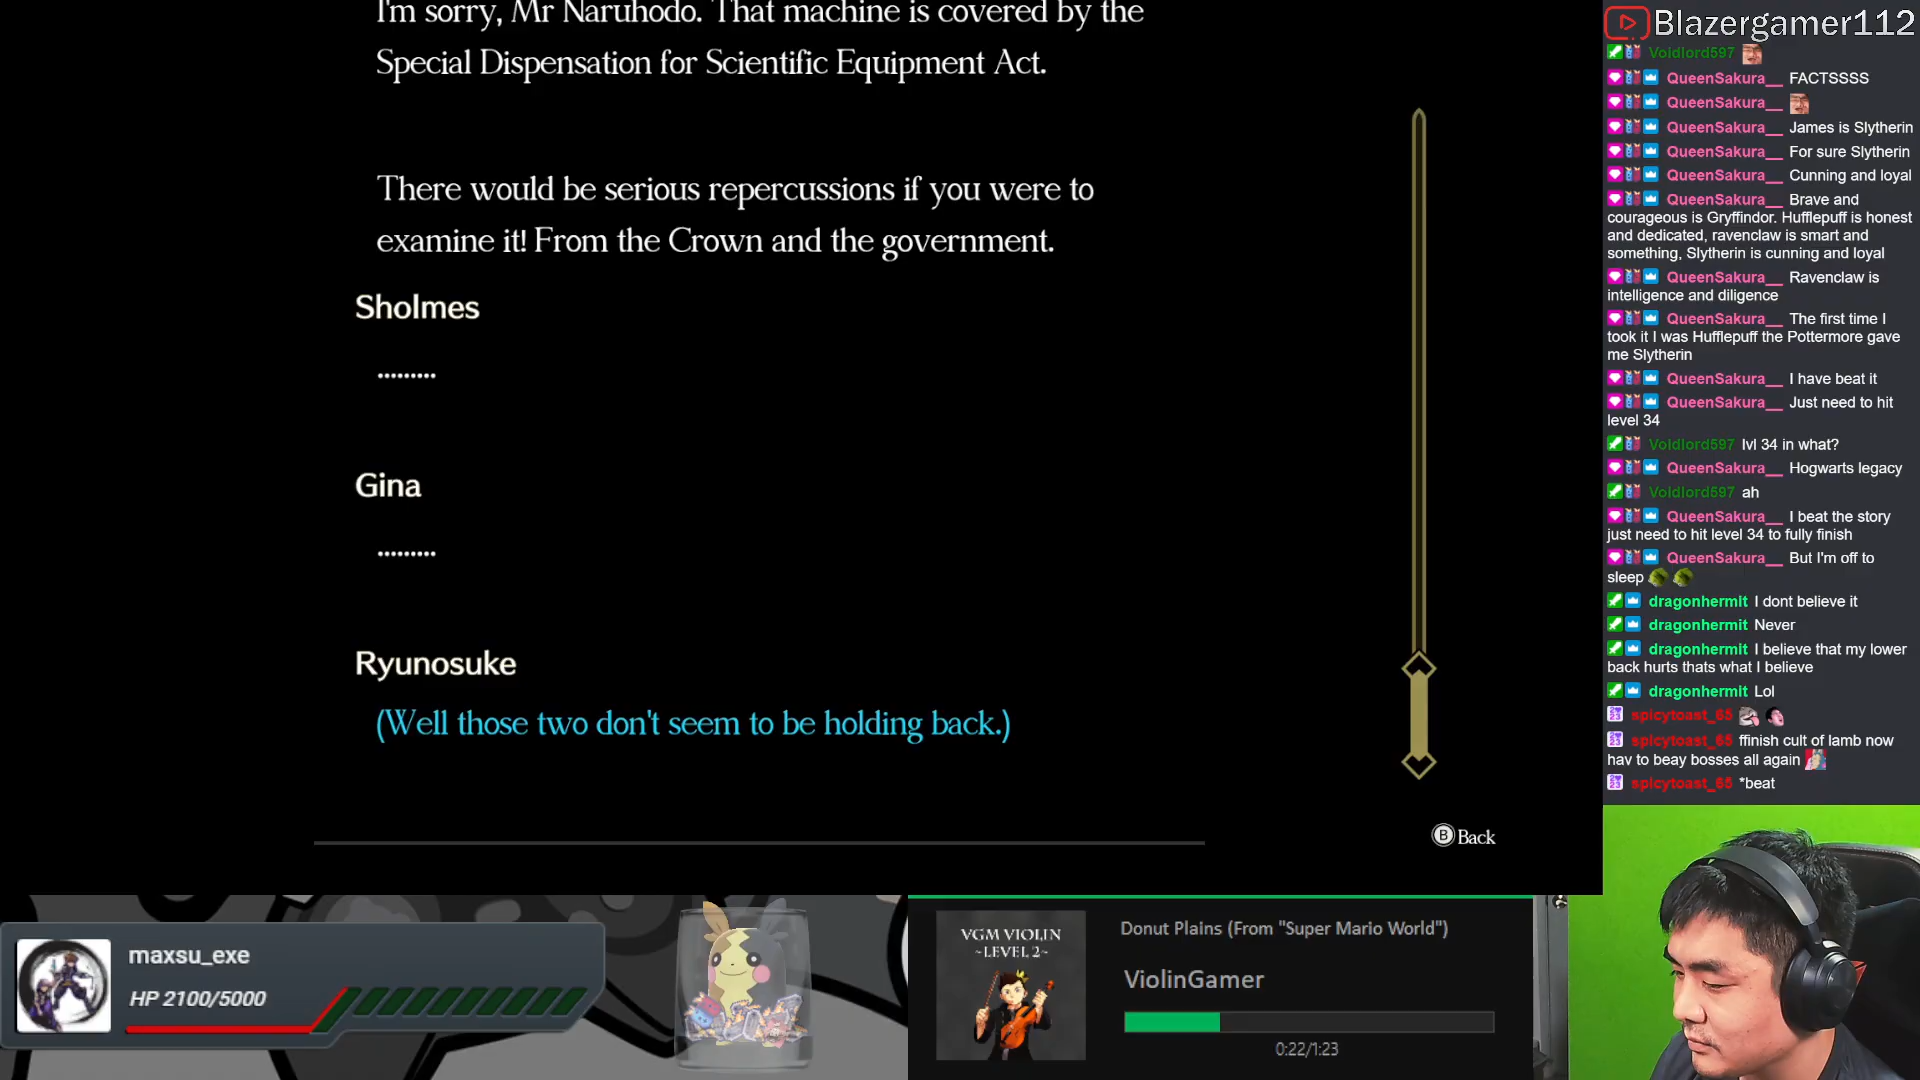 I'm sorry, Mr Naruhodo. That machine is covered by the
Special Dispensation for Scientific Equipment Act.
There would be serious repercussions if you were to
examine it! From the Crown and the government.
Sholmes
.........
Gina
.........
Ryunosuke
(Well those two don't seem to be holding back.)
B Back
Blazergamer112
Voidlord597
QueenSakura__ FACTSSSS
QueenSakura__
QueenSakura__ James is Slytherin
QueenSakura__ For sure Slytherin
QueenSakura__ Cunning and loyal
QueenSakura__ Brave and
courageous is Gryffindor. Hufflepuff is honest
and dedicated, ravenclaw is smart and
something, Slytherin is cunning and loyal
QueenSakura__ Ravenclaw is
intelligence and diligence
QueenSakura__ The first time I
took it I was Hufflepuff the Pottermore gave
me Slytherin
QueenSakura__ I have beat it
QueenSakura__ Just need to hit
level 34
Voidlord597 lvl 34 in what?
QueenSakura__ Hogwarts legacy
Voidlord597 ah
QueenSakura__ I beat the story
just need to hit level 34 to fully finish
QueenSakura__ But I'm off to
sleep
dragonhermit I dont believe it
dragonhermit Never
dragonhermit I believe that my lower
back hurts thats what I believe
dragonhermit Lol
spicytoast_65
spicytoast_65 ffinish cult of lamb now
hav to beay bosses all again
spicytoast_65 *beat
maxsu_exe
HP 2100/5000
VGM VIOLIN
~LEVEL 2~
Donut Plains (From "Super Mario World")
ViolinGamer
0:22/1:23